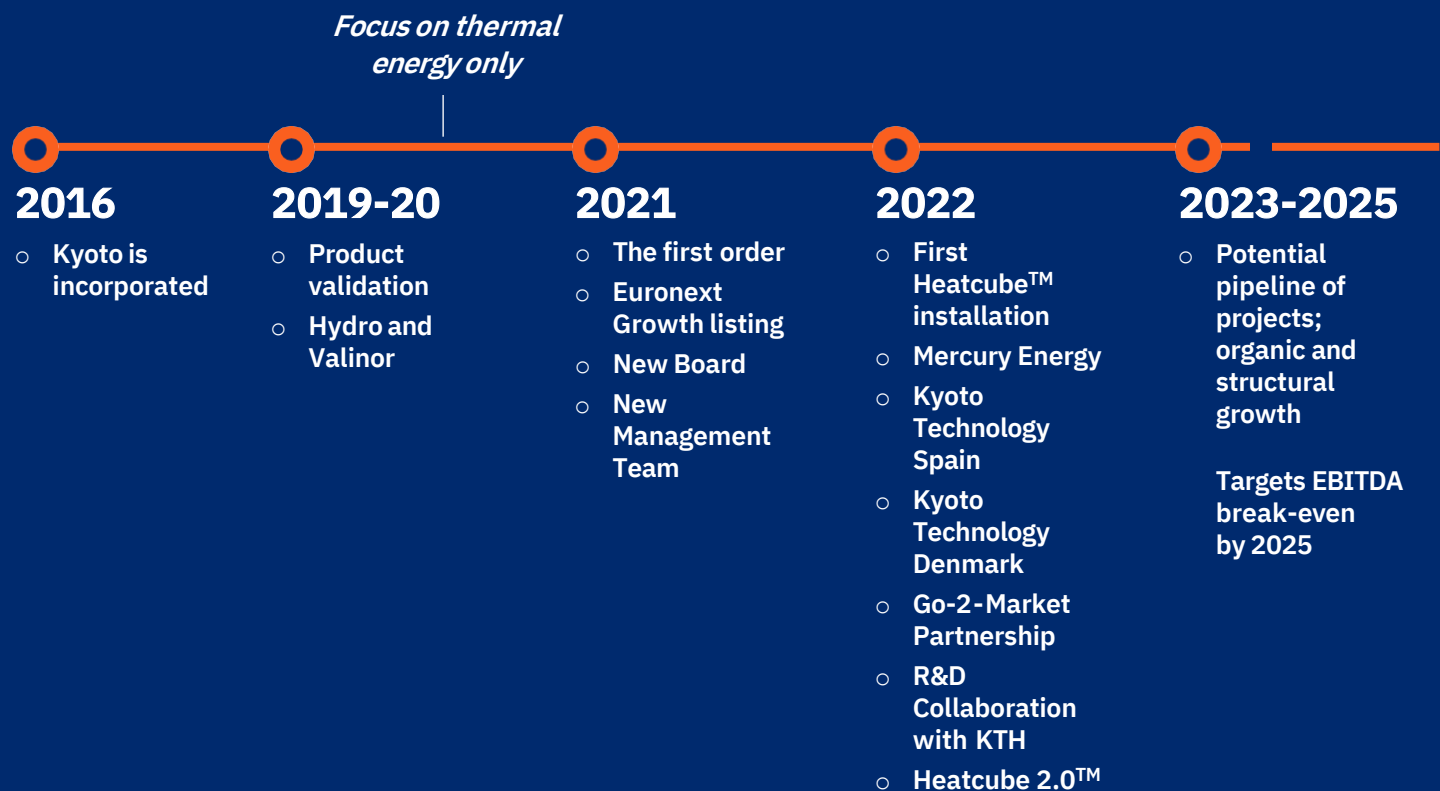 Focus on thermal
energy only
2016
○ Kyoto is
incorporated
2019-20
○ Product
validation
○ Hydro and
Valinor
2021
○ The first order
○ Euronext
Growth listing
○ New Board
○ New
Management
Team
2022
○ First
Heatcube™
installation
○ Mercury Energy
○ Kyoto
Technology
Spain
○ Kyoto
Technology
Denmark
○ Go-2-Market
Partnership
○ R&D
Collaboration
with KTH
○ Heatcube 2.0™
2023-2025
○ Potential
pipeline of
projects;
organic and
structural
growth
Targets EBITDA
break-even
by 2025